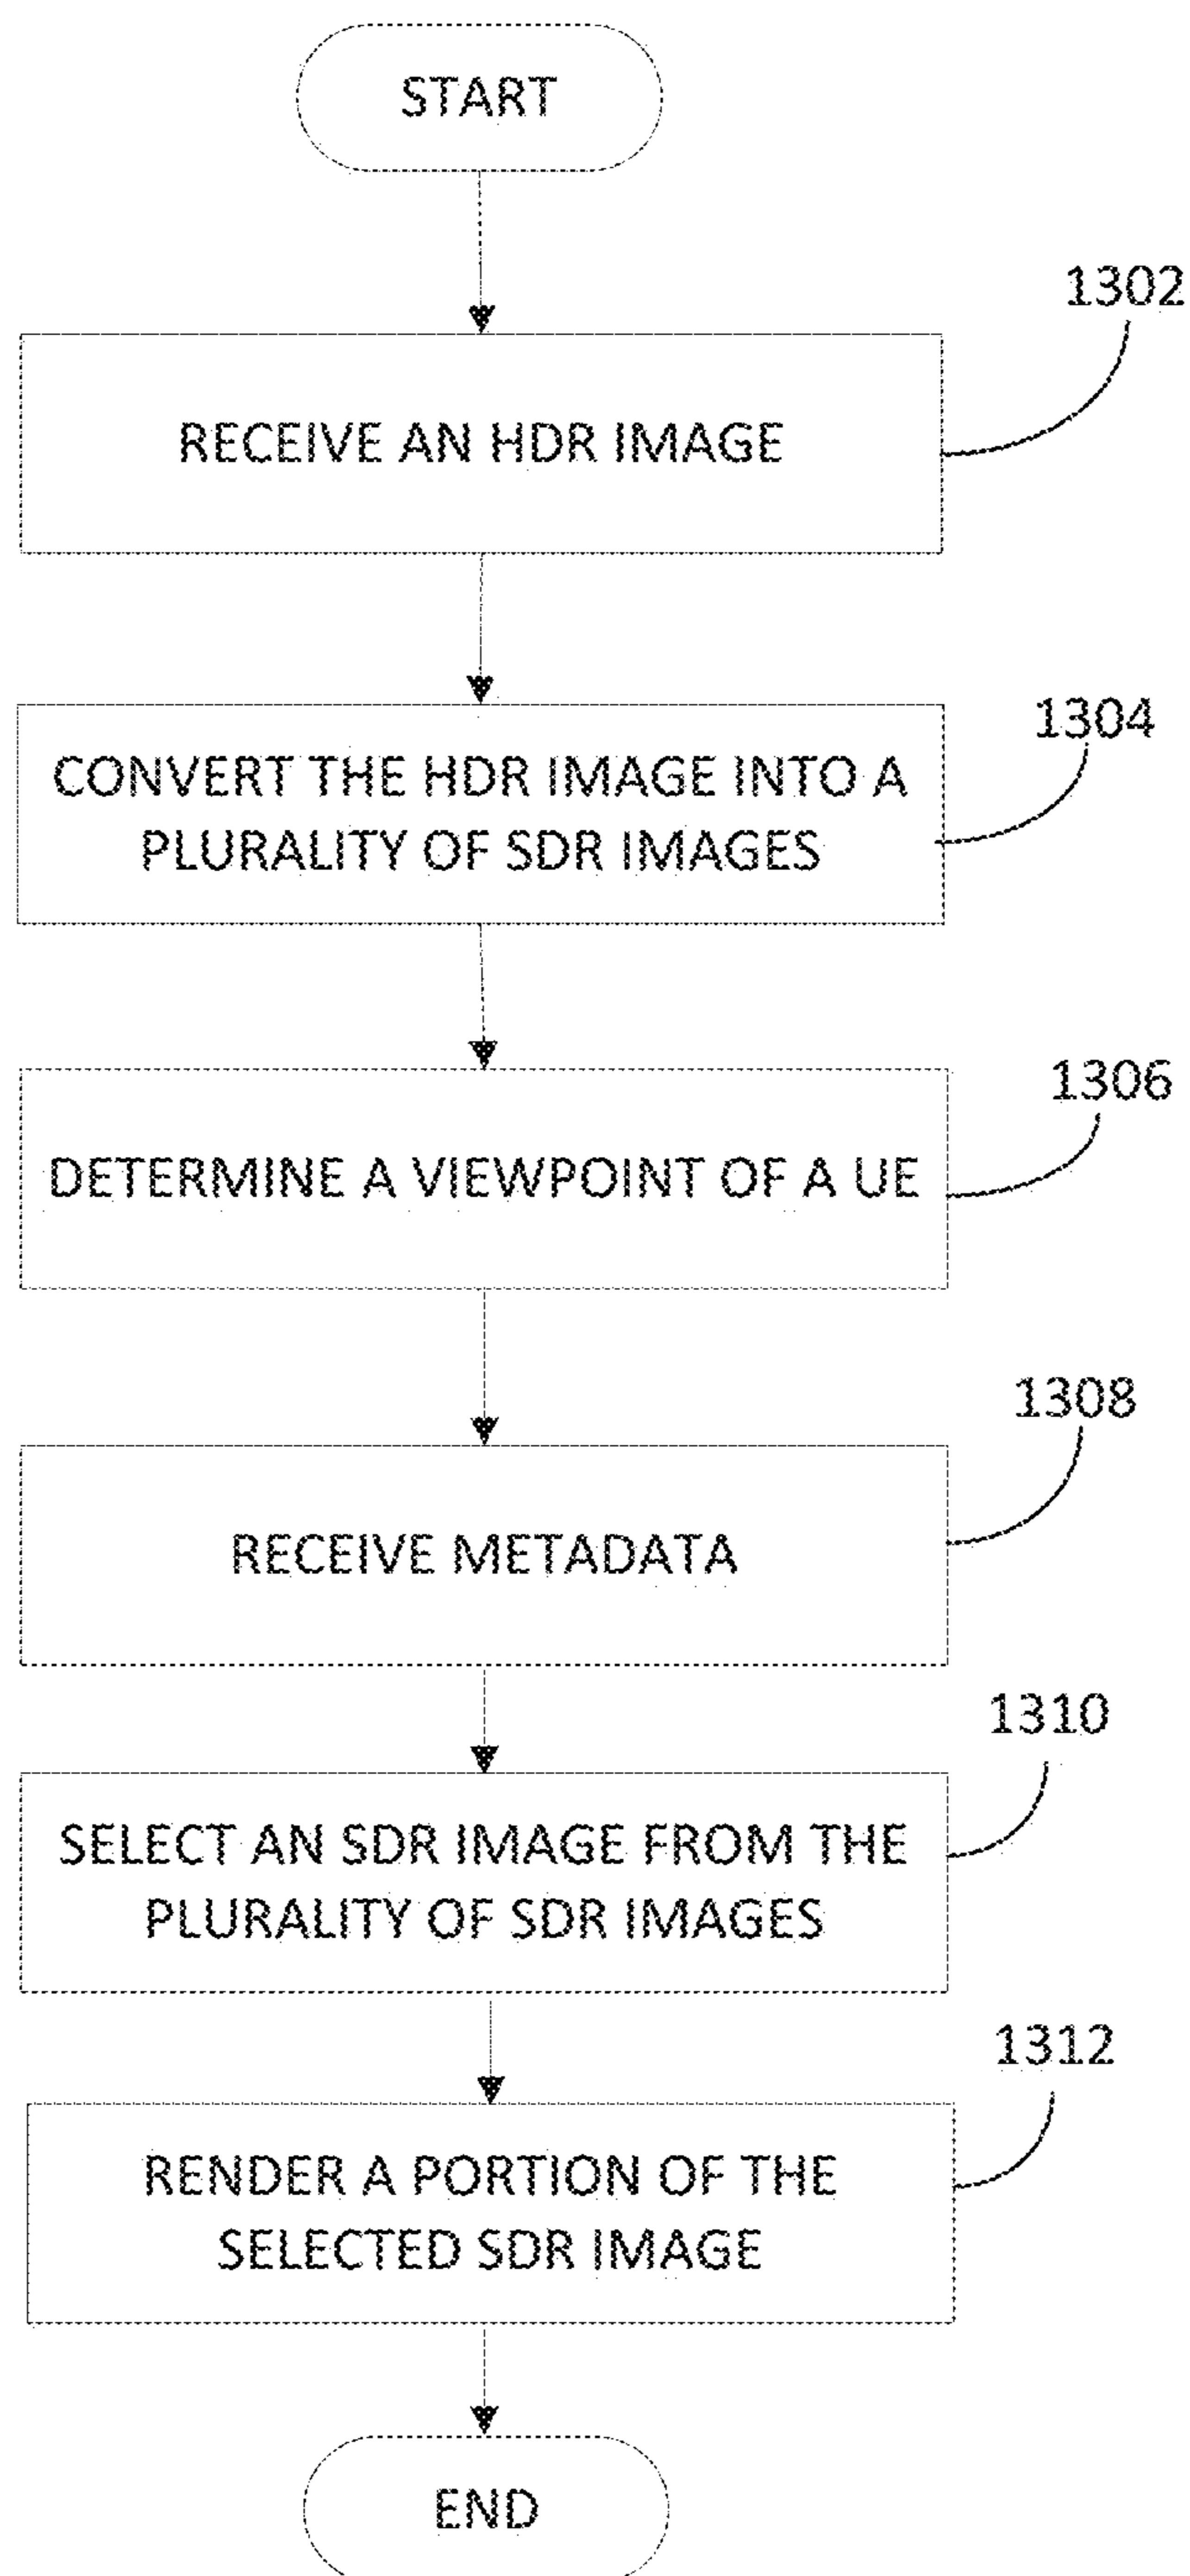 START
1302
RECEIVE AN HDR IMAGE
1304
CONVERT THE HDR IMAGE INTO A
PLURALITY OF SDR IMAGES
1306
DETERMINE A VIEWPOINT OF A UE
1308
RECEIVE METADATA
1310
SELECT AN SDR IMAGE FROM THE
PLURALITY OF SDR IMAGES
1312
RENDER A PORTION OF THE
SELECTED SDR IMAGE
END